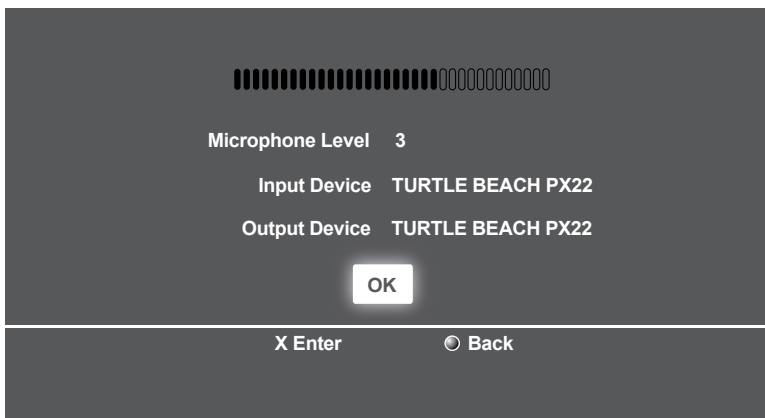 Microphone Level 3
Input Device TURTLE BEACH PX22
Output Device TURTLE BEACH PX22
OK
X Enter Back